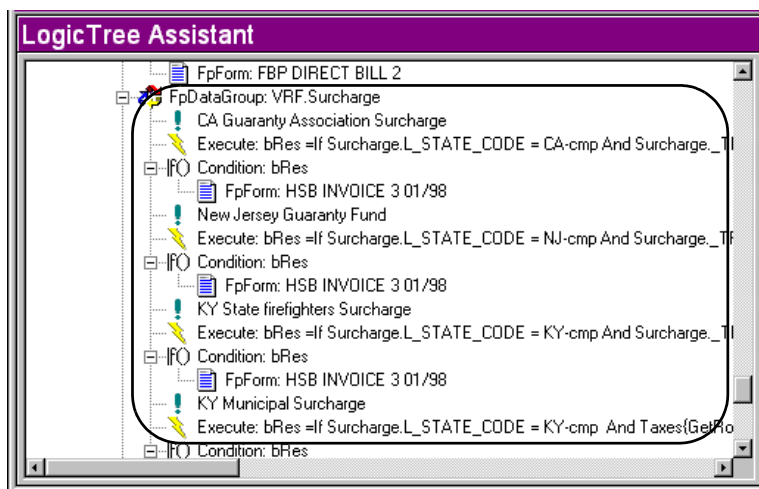 LogicTree Assistant
FpForm: FBP DIRECT BILL 2
FpDataGroup: VRF.Surcharge
CA Guaranty Association Surcharge
Execute: bRes =If Surcharge.L_STATE_CODE = CA-cmp And Surcharge._
If() Condition: bRes
FpForm: HSB INVOICE 3 01/98
New Jersey Guaranty Fund
Execute: bRes =If Surcharge.L_STATE_CODE = NJ-cmp And Surcharge._
If() Condition: bRes
FpForm: HSB INVOICE 3 01/98
KY State firefighters Surcharge
Execute: bRes =If Surcharge.L_STATE_CODE = KY-cmp And Surcharge._
If() Condition: bRes
FpForm: HSB INVOICE 3 01/98
KY Municipal Surcharge
Execute: bRes =If Surcharge.L_STATE_CODE = KY-cmp And Taxes(GetRo
If() Condition: bRes